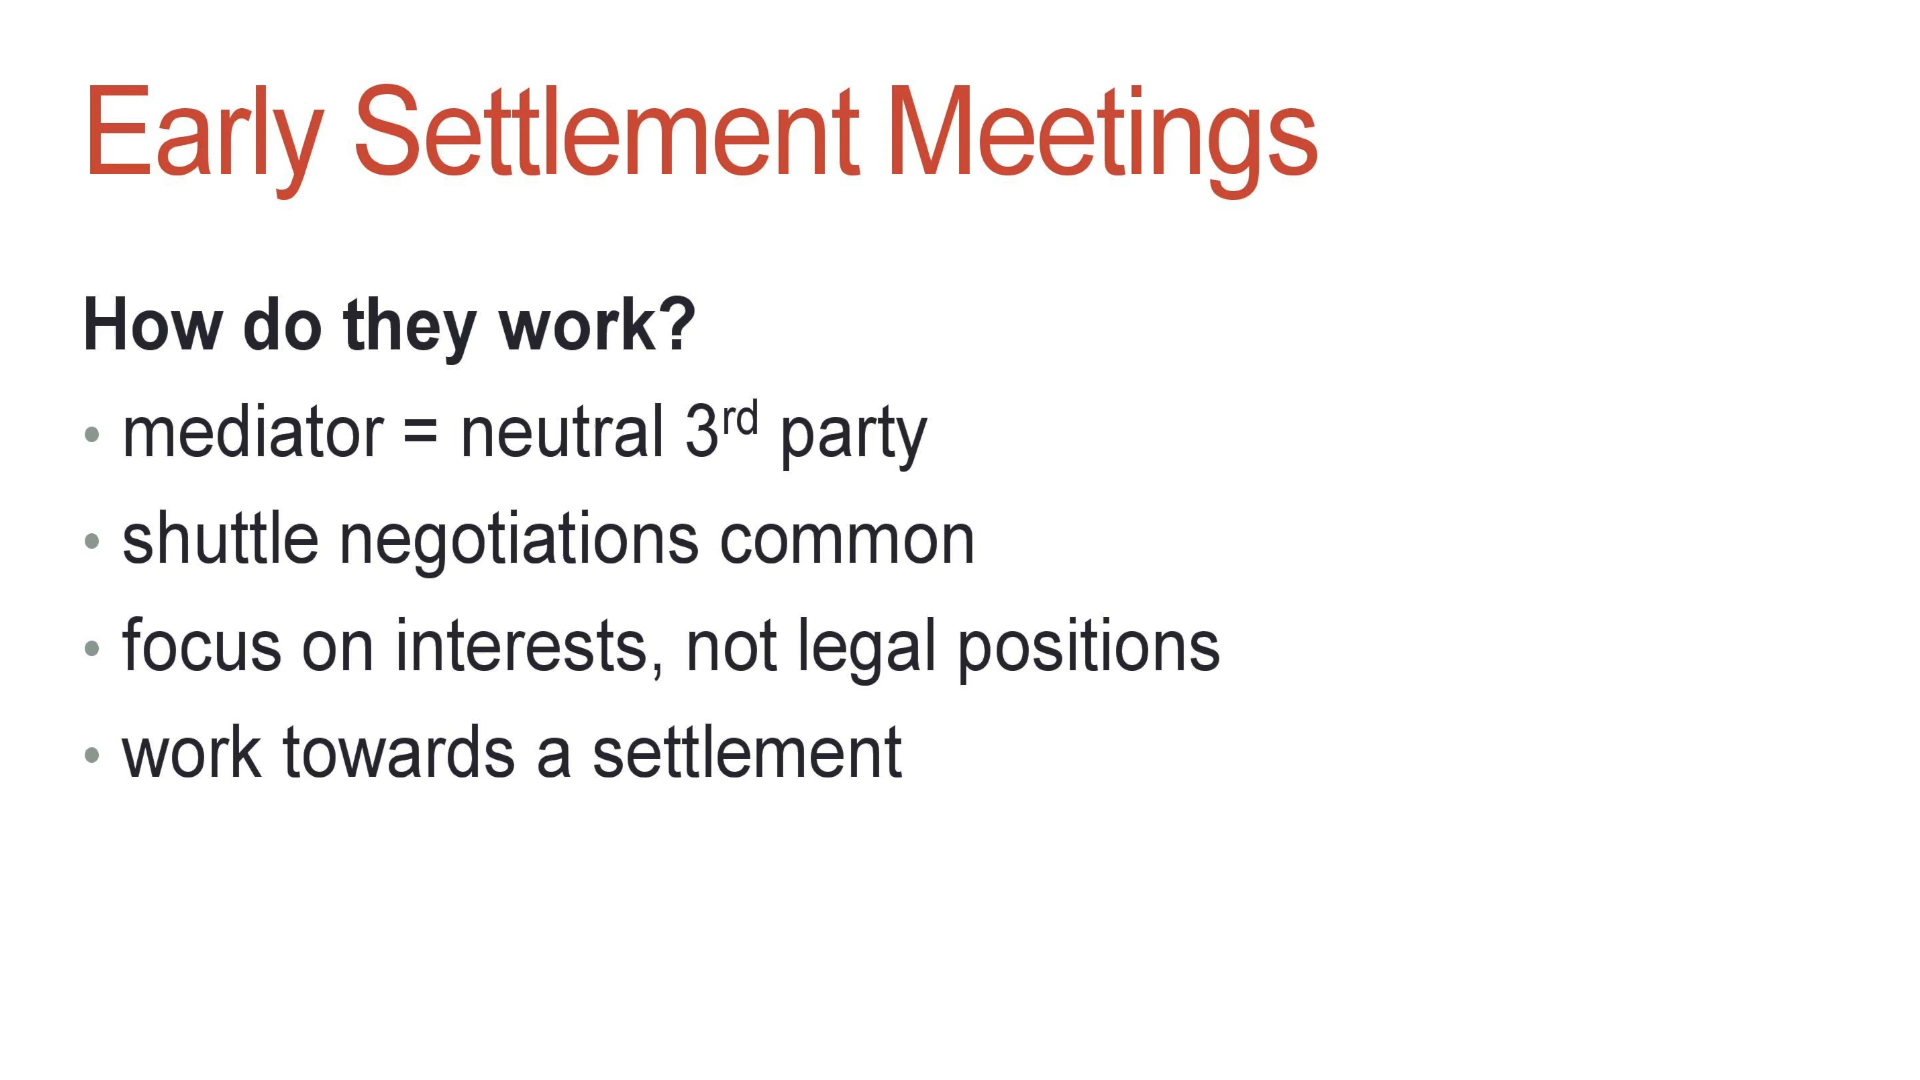 Early Settlement Meetings
How do they work?
• mediator = neutral 3rd party
• shuttle negotiations common
• focus on interests, not legal positions
• work towards a settlement